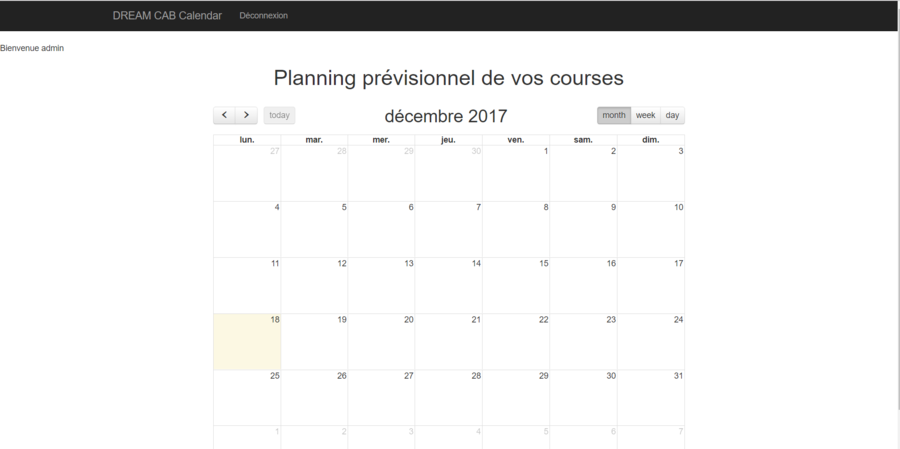 DREAM CAB Calendar Déconnexion
Bienvenue admin
Planning prévisionnel de vos courses
today décembre 2017 month week day
lun. mar. mer. jeu. ven. sam. dim.
27 28 29 30 1 2 3
4 5 6 7 8 9 10
11 12 13 14 15 16 17
18 19 20 21 22 23 24
25 26 27 28 29 30 31
1 2 3 4 5 6 7